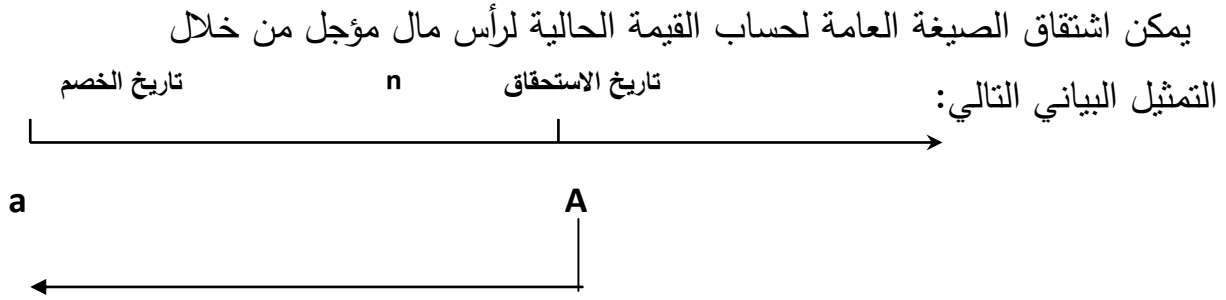 يمكن اشتقاق الصيغة العامة لحساب القيمة الحالية لرأس مال مؤجل من خلال
التمثيل البياني التالي:
تاريخ الخصم n تاريخ الاستحقاق
a A